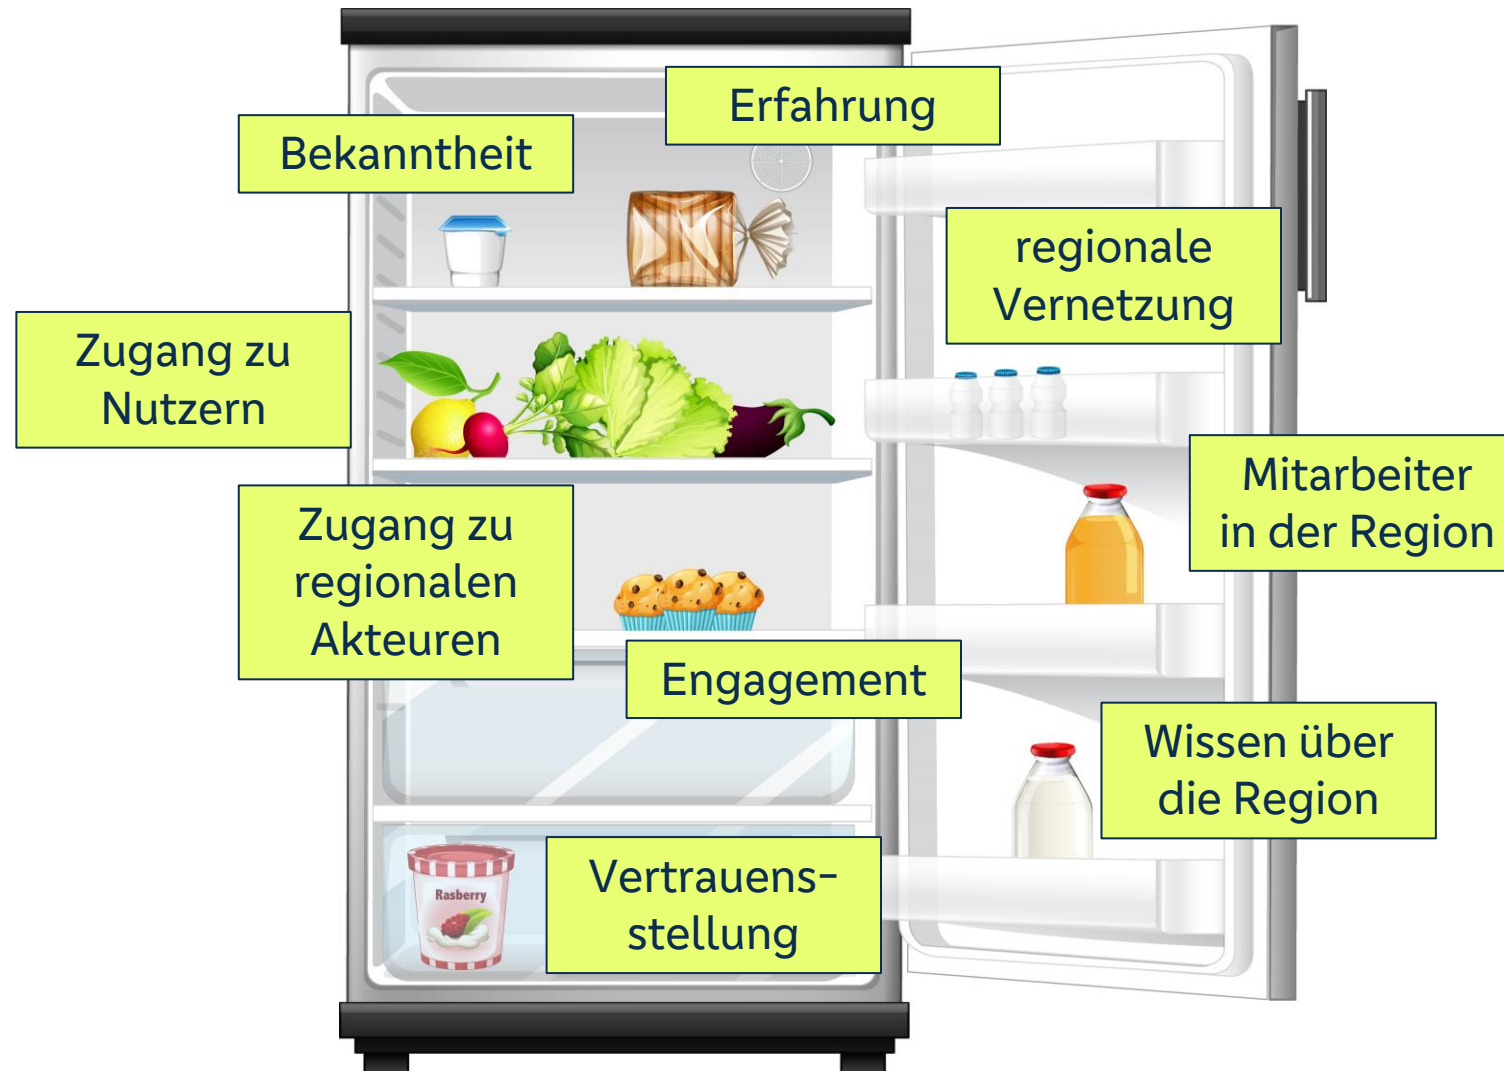 Erfahrung
Bekanntheit
regionale
Vernetzung
Zugang zu
Nutzern
Mitarbeiter
in der Region
Zugang zu
regionalen
Akteuren
Engagement
Wissen über
die Region
Vertrauens-
stellung
Rasberry